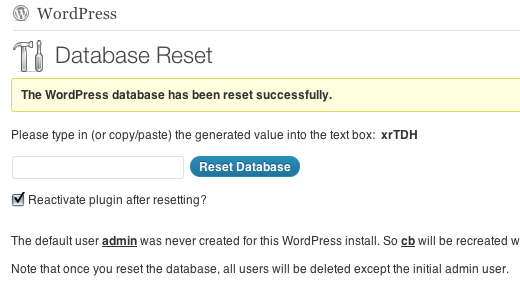 WordPress
Database Reset
The WordPress database has been reset successfully.
Please type in (or copy/paste) the generated value into the text box: xrTDH
Reset Database
Reactivate plugin after resetting?
The default user admin was never created for this WordPress install. So cb will be recreated w
Note that once you reset the database, all users will be deleted except the initial admin user.